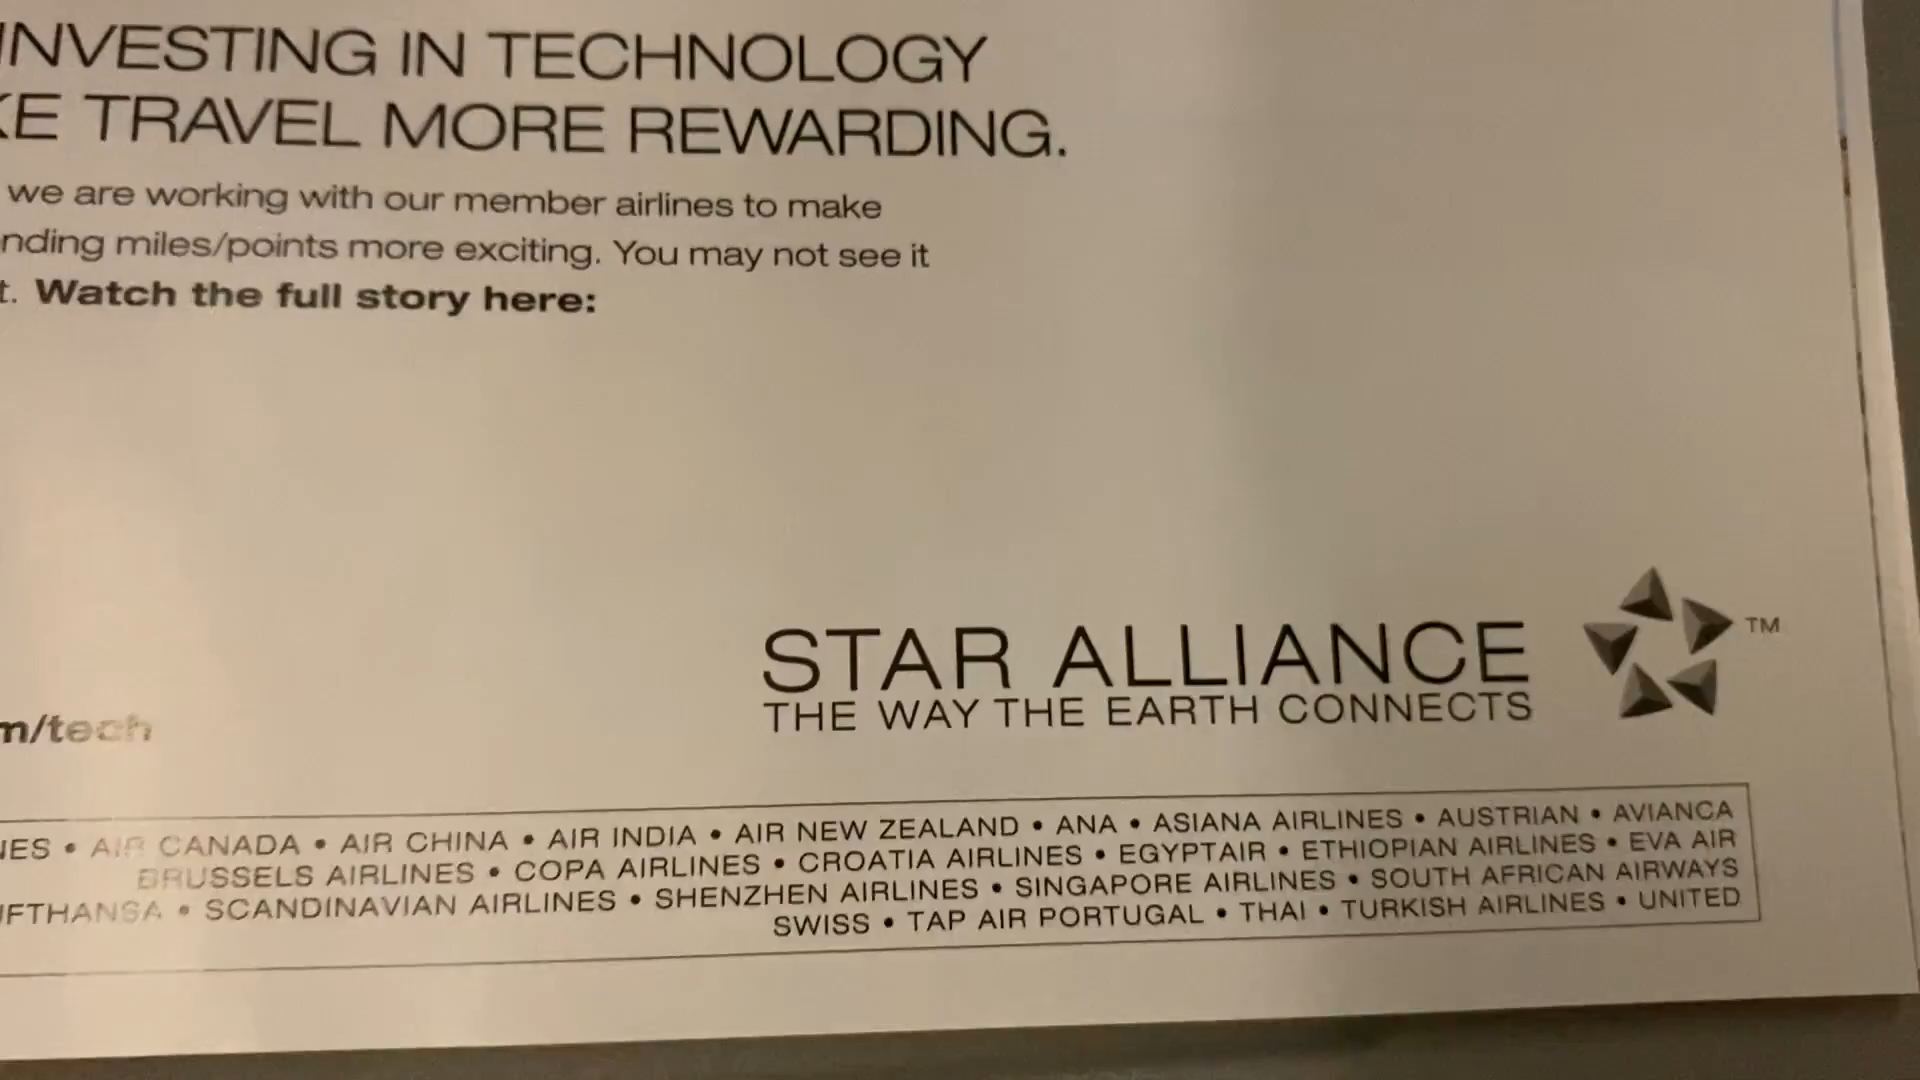 INVESTING IN TECHNOLOGY
TRAVEL MORE REWARDING.
we are working with our member airlines to make
miles/points more exciting. You may not see it
Watch the full story here:
STAR ALLIANCE
THE WAY THE EARTH CONNECTS
TM
m/tech
• AIR CANADA • AIR CHINA • AIR INDIA • AIR NEW ZEALAND • ANA • ASIANA AIRLINES • AUSTRIAN • AVIANCA
BRUSSELS AIRLINES • COPA AIRLINES • CROATIA AIRLINES • EGYPTAIR • ETHIOPIAN AIRLINES • EVA AIR
• SCANDINAVIAN AIRLINES • SHENZHEN AIRLINES • SINGAPORE AIRLINES • SOUTH AFRICAN AIRWAYS
SWISS • TAP AIR PORTUGAL • THAI • TURKISH AIRLINES • UNITED